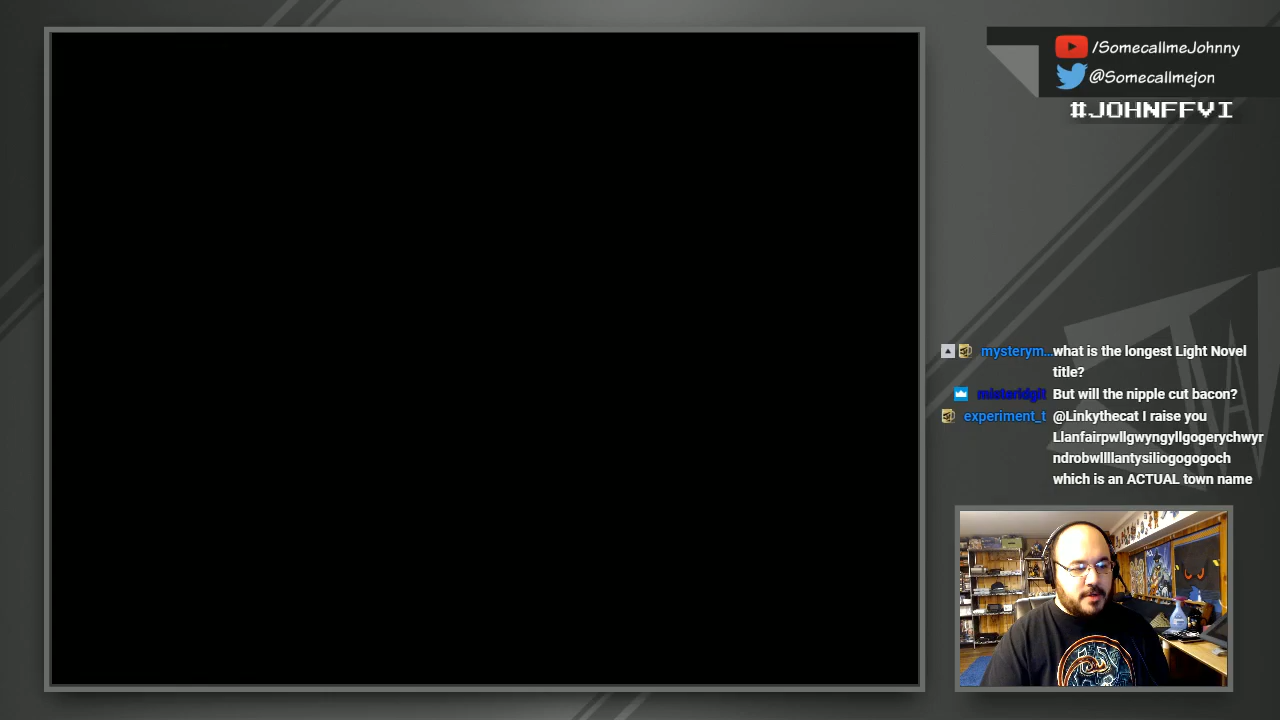 /SomecallmeJohnny
@Somecallmejon
#JOHNFFVI
mysterym... what is the longest Light Novel
title?
misteridgit But will the nipple cut bacon?
experiment_t @Linkythecat I raise you
Llanfairpwllgwyngyllgogerychwyr
ndrobwllllantysiliogogogoch
which is an ACTUAL town name